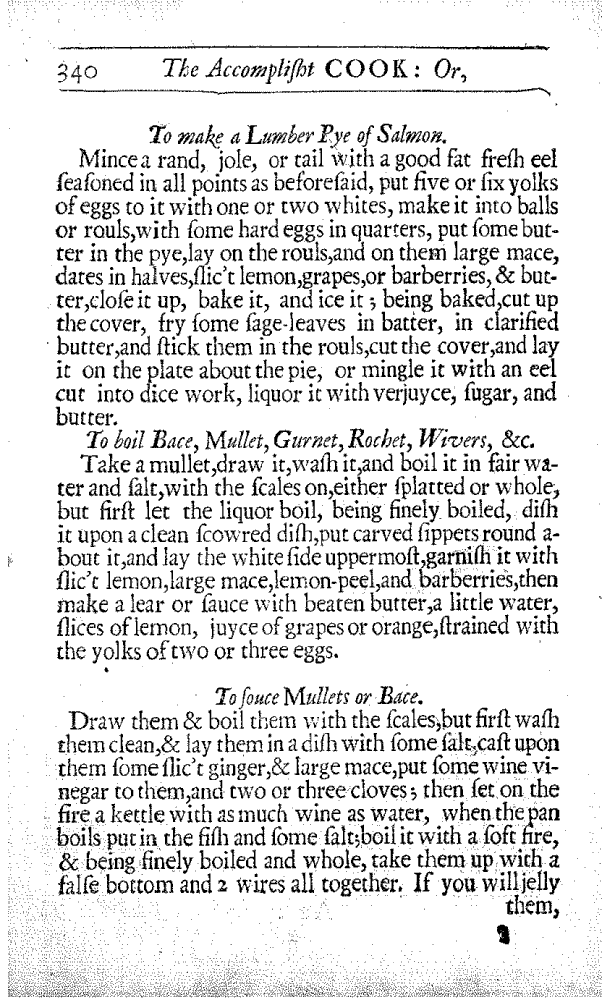 340 The Accompliſht COOK: Or,
To make a Lumber Pye of Salmon.
Mince a rand, jole, or tail with a good fat freſh eel
ſeaſoned in all points as beforeſaid, put five or ſix yolks
of eggs to it with one or two whites, make it into balls
or rouls,with ſome hard eggs in quarters, put ſome but-
ter in the pye,lay on the rouls,and on them large mace,
dates in halves,ſlic't lemon,grapes,or barberries, & but-
ter,cloſe it up, bake it, and ice it; being baked,cut up
the cover, fry ſome ſage-leaves in batter, in clarified
butter,and ſtick them in the rouls,cut the cover,and lay
it on the plate about the pie, or mingle it with an eel
cut into dice work, liquor it with verjuyce, ſugar, and
butter.
To boil Bace, Mullet, Gurnet, Rochet, Wivers, &c.
Take a mullet,draw it,waſh it,and boil it in fair wa-
ter and ſalt,with the ſcales on,either ſplatted or whole,
but firſt let the liquor boil, being finely boiled, diſh
it upon a clean ſcowred diſh,put carved ſippets round a-
bout it,and lay the white ſide uppermoſt,garniſh it with
ſlic't lemon,large mace,lemon-peel,and barberries,then
make a lear or ſauce with beaten butter,a little water,
ſlices of lemon, juyce of grapes or orange,ſtrained with
the yolks of two or three eggs.
To ſouce Mullets or Bace.
Draw them & boil them with the ſcales,but firſt waſh
them clean,& lay them in a diſh with ſome ſalt,caſt upon
them ſome ſlic't ginger,& large mace,put ſome wine vi-
negar to them,and two or three cloves; then ſet on the
fire a kettle with as much wine as water, when the pan
boils put in the fiſh and ſome ſalt;boil it with a ſoft fire,
& being finely boiled and whole, take them up with a
falſe bottom and 2 wires all together. If you will jelly
them,